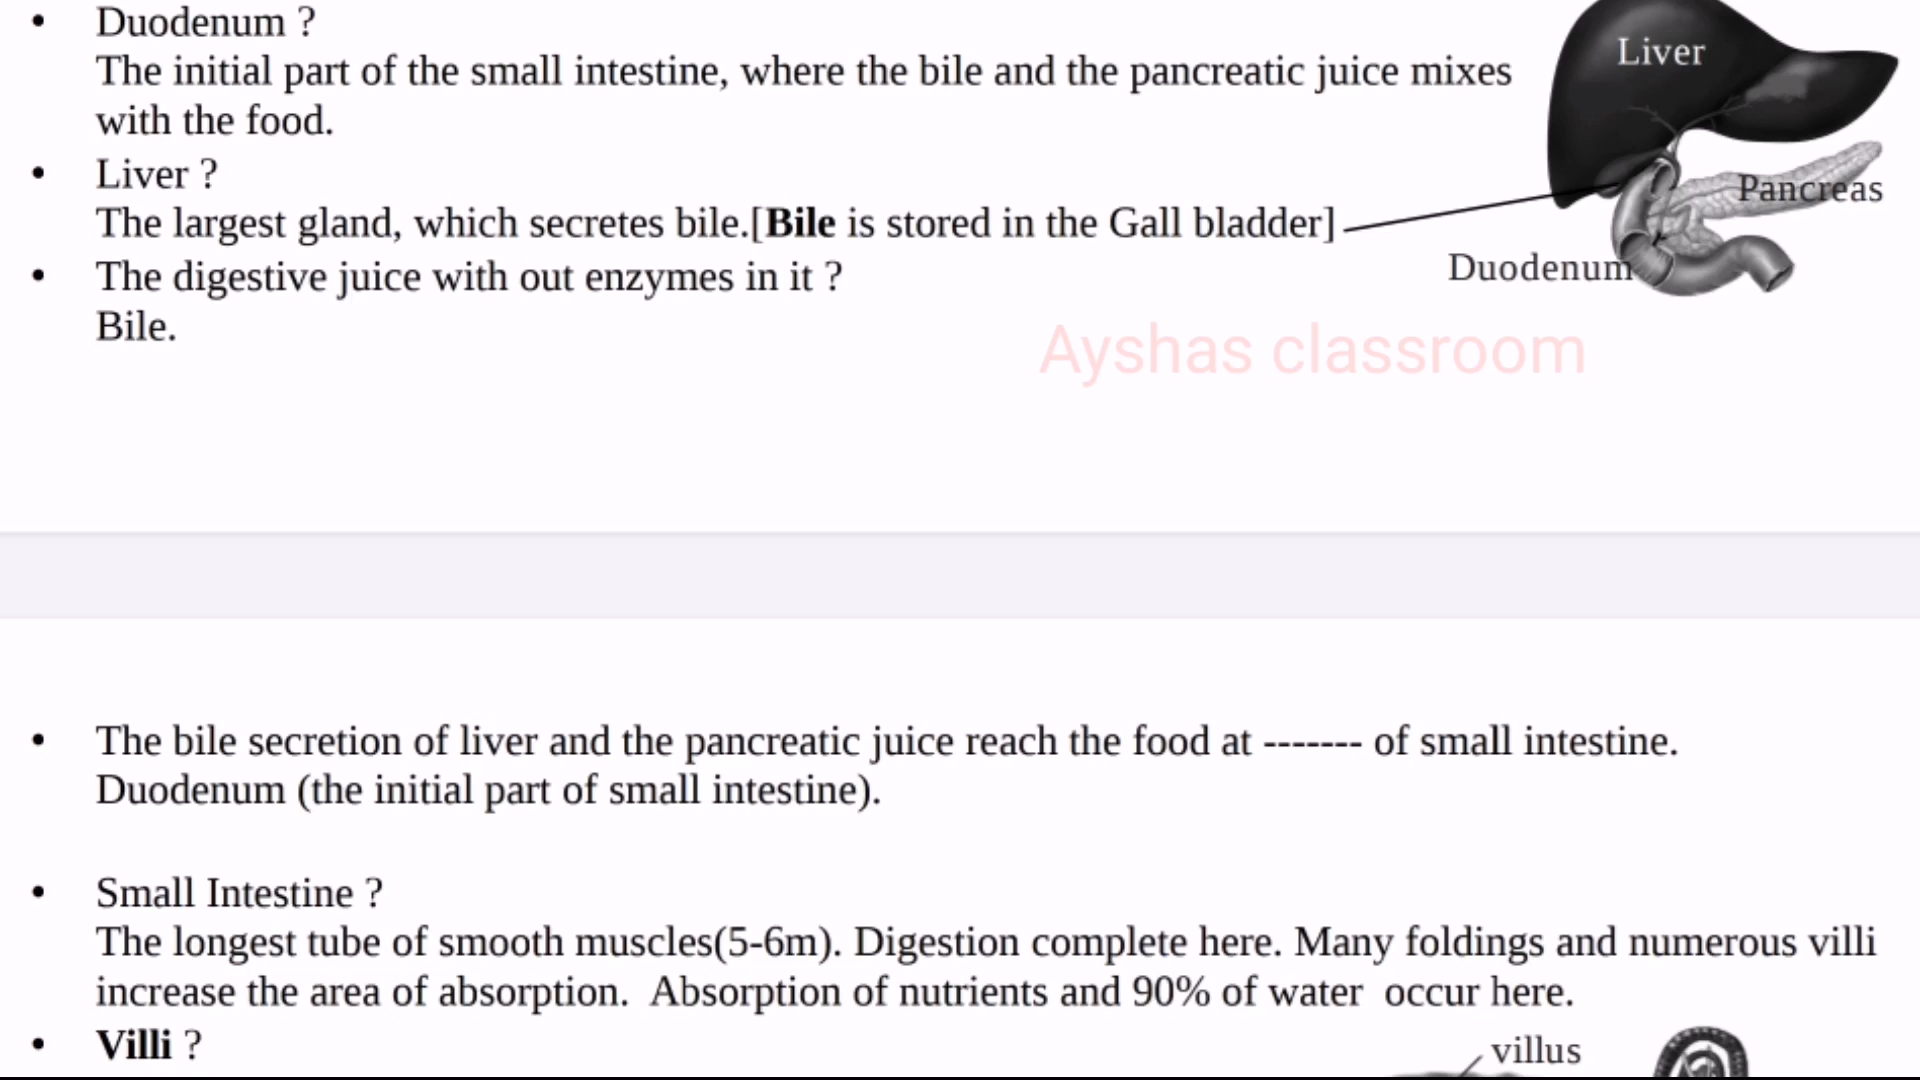 • Duodenum ?
The initial part of the small intestine, where the bile and the pancreatic juice mixes
with the food.
• Liver ?
The largest gland, which secretes bile.[Bile is stored in the Gall bladder]
• The digestive juice with out enzymes in it ?
Bile.
Liver
Pancreas
Duodenum
Ayshas classroom
• The bile secretion of liver and the pancreatic juice reach the food at ------- of small intestine.
Duodenum (the initial part of small intestine).
• Small Intestine ?
The longest tube of smooth muscles(5-6m). Digestion complete here. Many foldings and numerous villi
increase the area of absorption.  Absorption of nutrients and 90% of water  occur here.
• Villi ?
villus